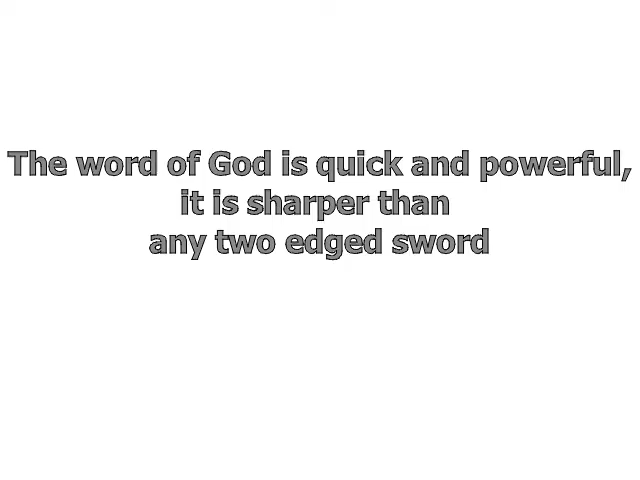 The word of God is quick and powerful,
it is sharper than
any two edged sword